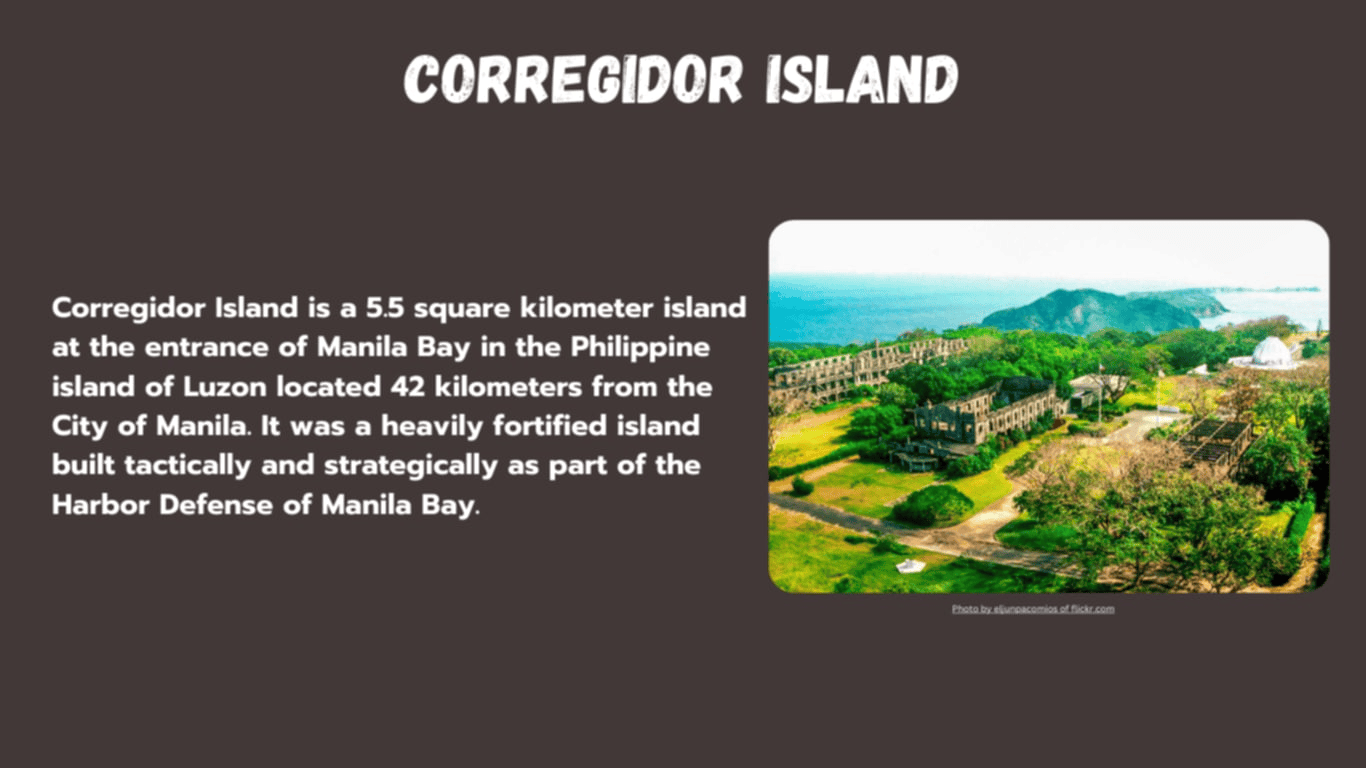 CORREGIDOR ISLAND
Corregidor Island is a 5.5 square kilometer island
at the entrance of Manila Bay in the Philippine
island of Luzon located 42 kilometers from the
City of Manila. It was a heavily fortified island
built tactically and strategically as part of the
Harbor Defense of Manila Bay.
Photo by eljunpacomios of flickr.com